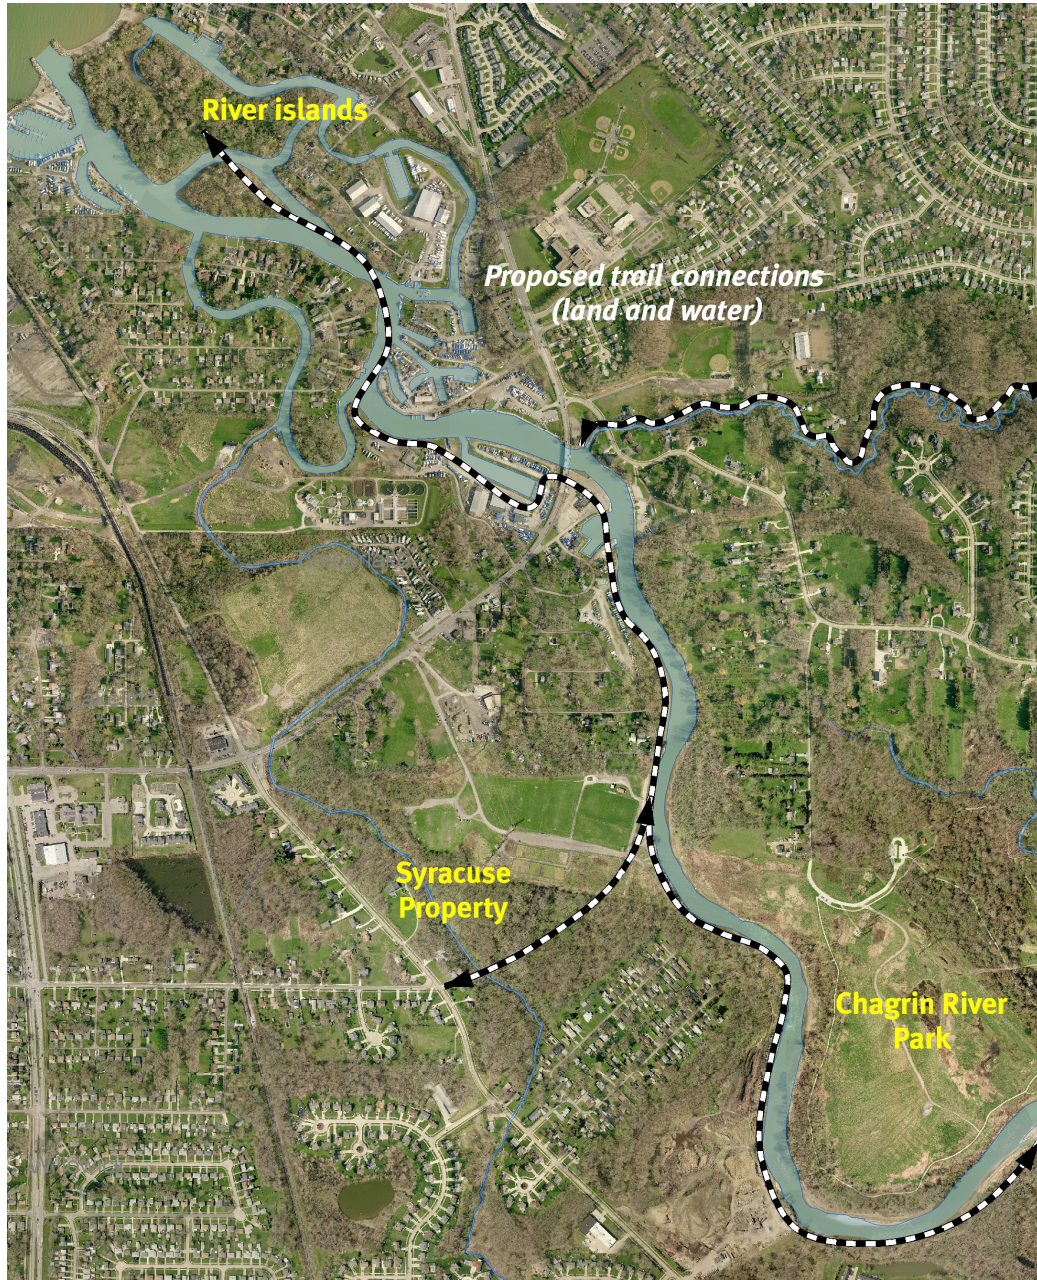 River islands
Proposed trail connections
(land and water)
Syracuse
Property
Chagrin River
Park